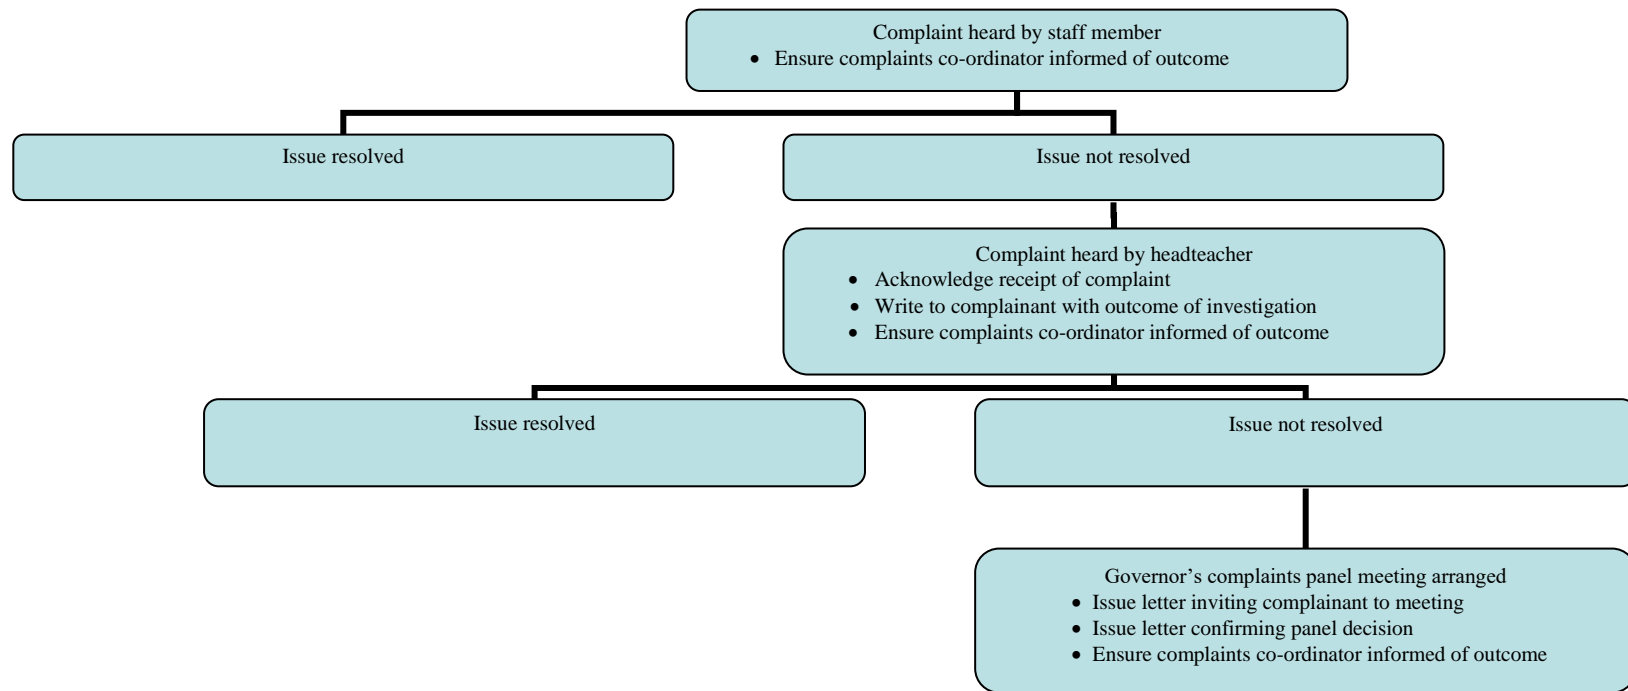 Complaint heard by staff member
• Ensure complaints co-ordinator informed of outcome
Issue resolved
Issue not resolved
Complaint heard by headteacher
• Acknowledge receipt of complaint
• Write to complainant with outcome of investigation
• Ensure complaints co-ordinator informed of outcome
Issue resolved
Issue not resolved
Governor’s complaints panel meeting arranged
• Issue letter inviting complainant to meeting
• Issue letter confirming panel decision
• Ensure complaints co-ordinator informed of outcome